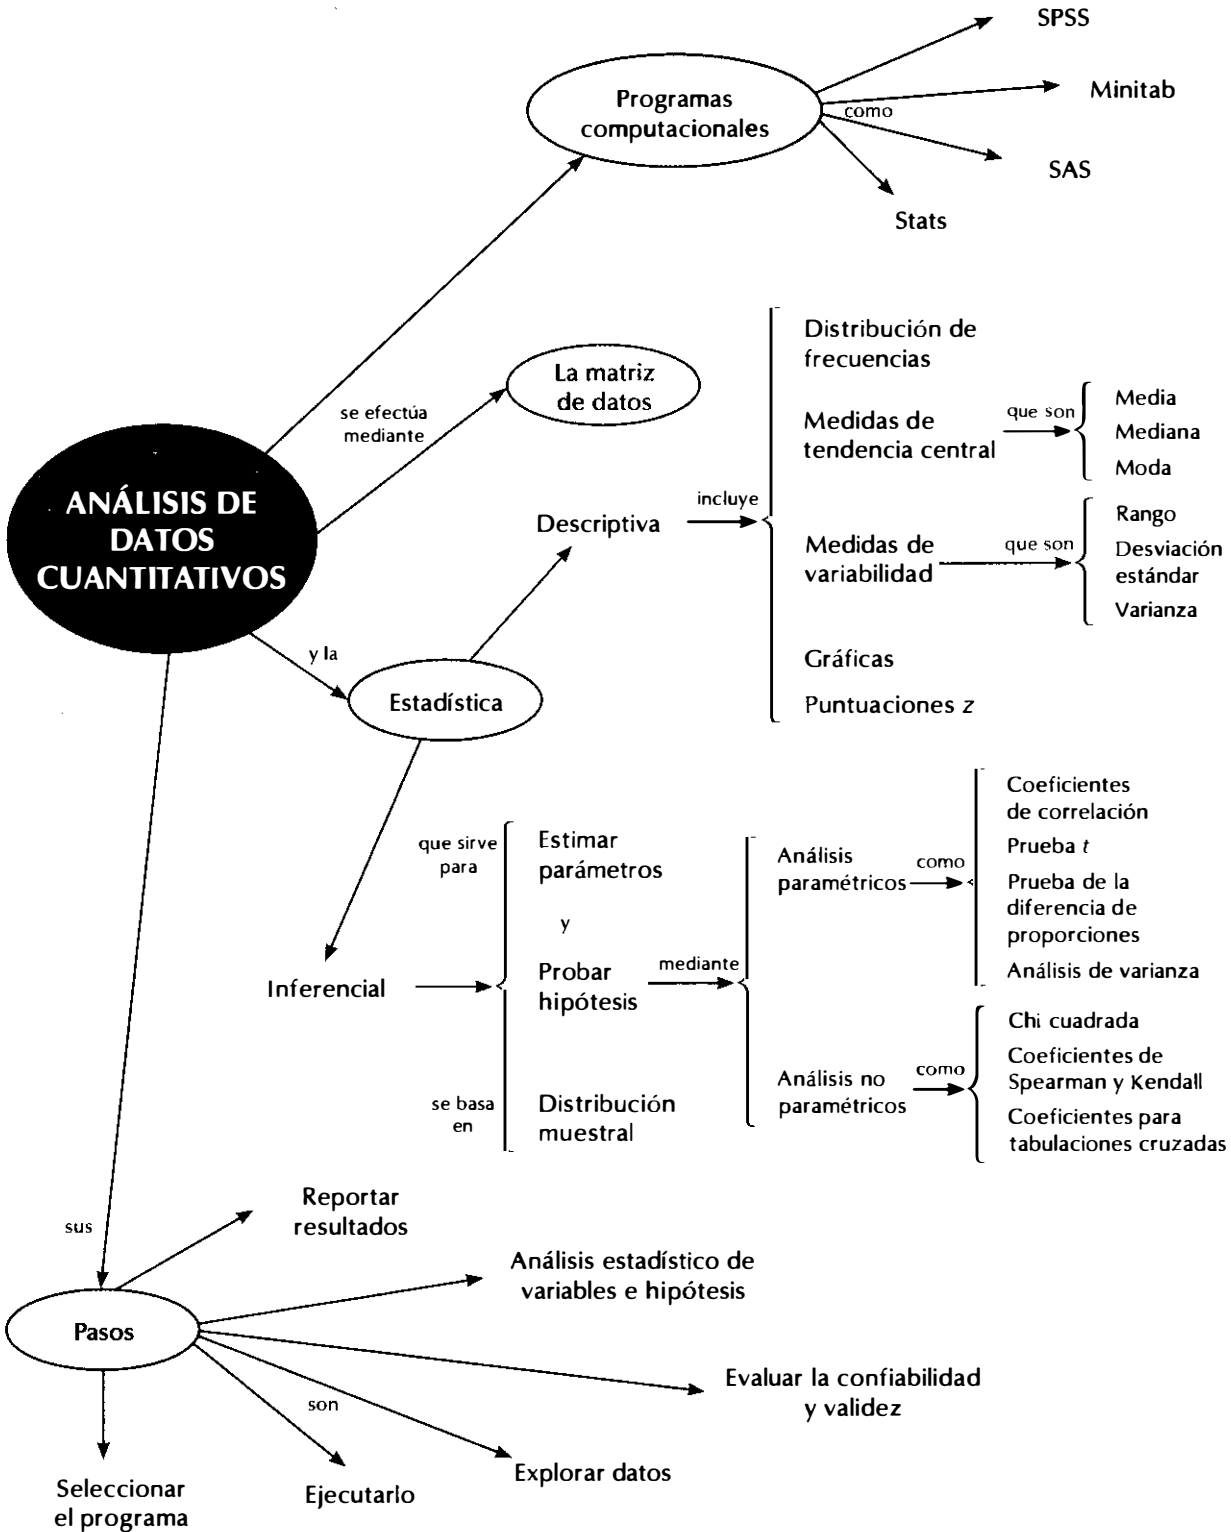 SPSS
Programas
computacionales
como
Minitab
SAS
Stats
La matriz
de datos
se efectúa
mediante
ANÁLISIS DE
DATOS
CUANTITATIVOS
Descriptiva
incluye
Distribución de
frecuencias
Medidas de
tendencia central
que son
Media
Mediana
Moda
Medidas de
variabilidad
que son
Rango
Desviación
estándar
Varianza
Gráficas
Puntuaciones z
y la
Estadística
Inferencial
que sirve
para
Estimar
parámetros
y
Probar
hipótesis
se basa
en
Distribución
muestral
mediante
Análisis
paramétricos
como
Coeficientes
de correlación
Prueba t
Prueba de la
diferencia de
proporciones
Análisis de varianza
Análisis no
paramétricos
como
Chi cuadrada
Coeficientes de
Spearman y Kendall
Coeficientes para
tabulaciones cruzadas
sus
Pasos
Reportar
resultados
Análisis estadístico de
variables e hipótesis
Evaluar la confiabilidad
y validez
son
Explorar datos
Ejecutarlo
Seleccionar
el programa